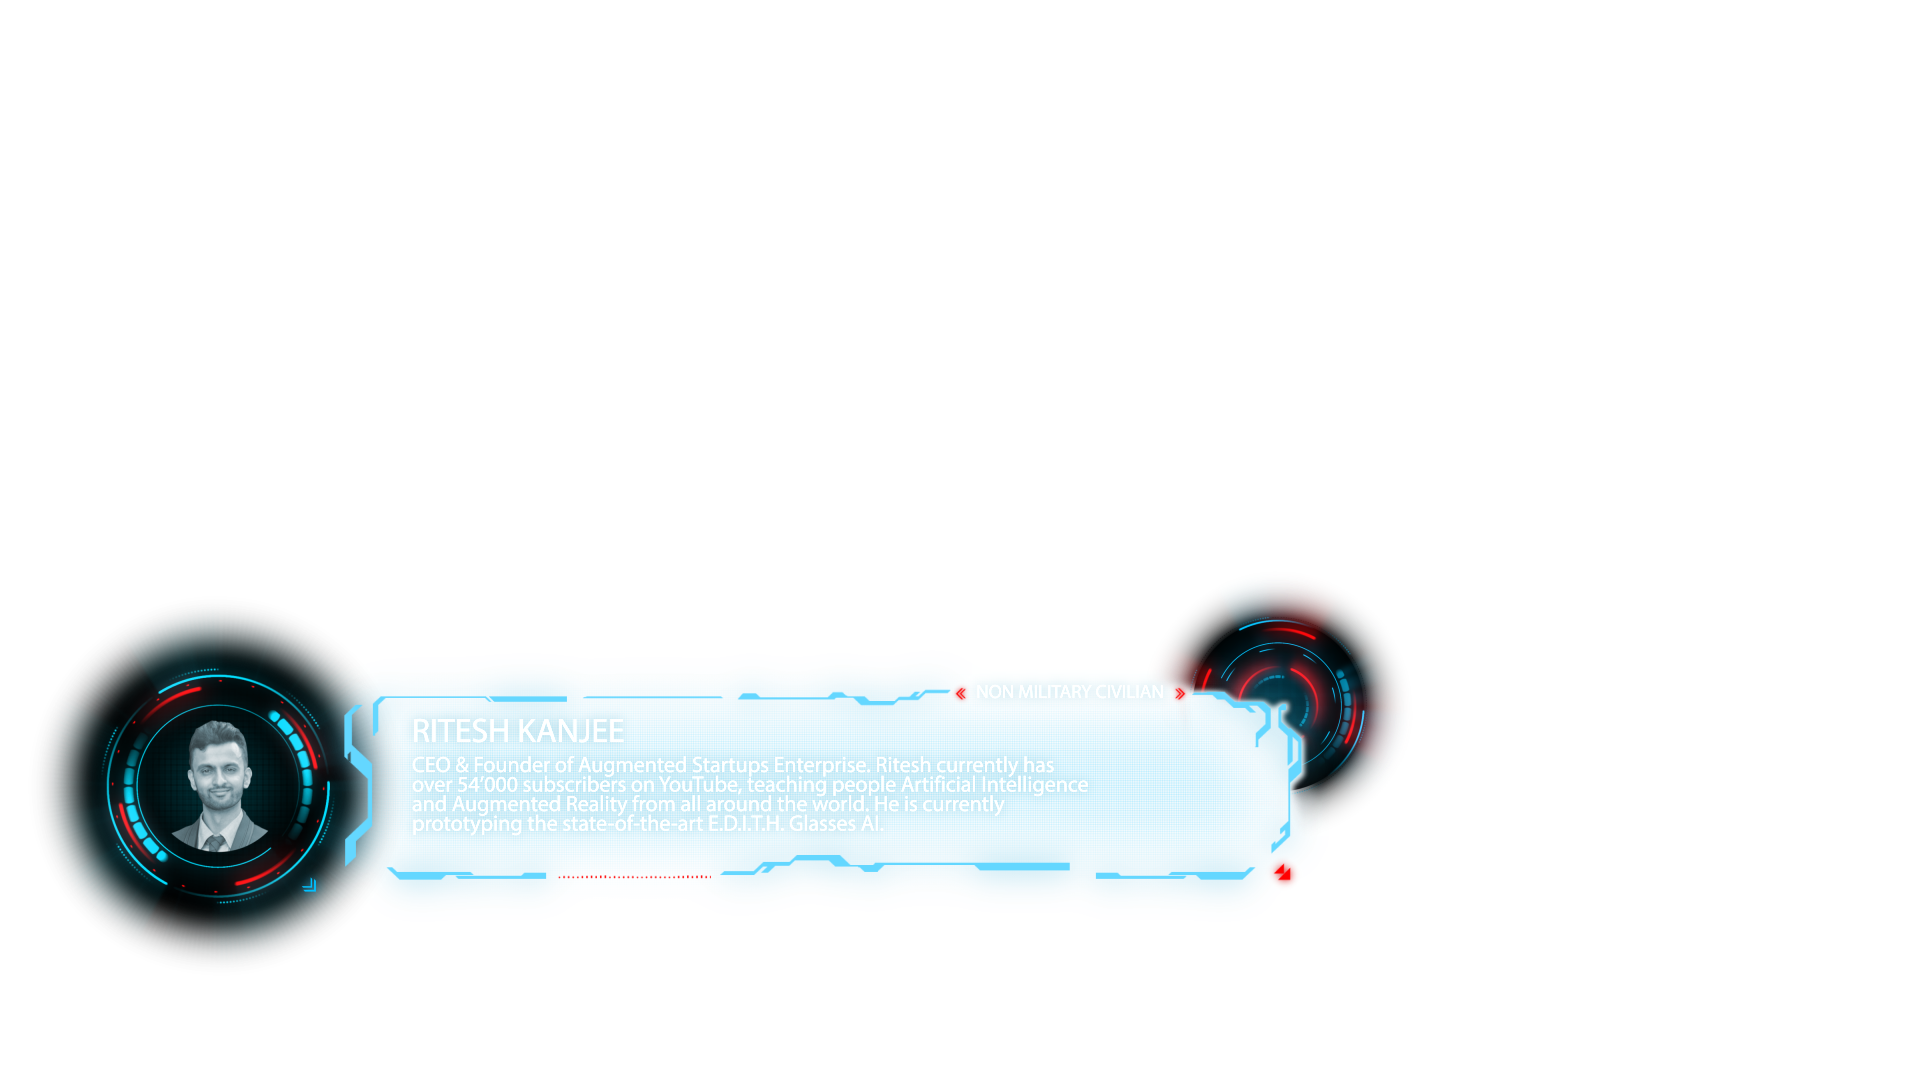 NON MILITARY CIVILIAN
RITESH KANJEE
CEO & Founder of Augmented Startups Enterprise. Ritesh currently has
over 54'000 subscribers on YouTube, teaching people Artificial Intelligence
and Augmented Reality from all around the world. He is currently
prototyping the state-of-the-art E.D.I.T.H. Glasses AI.